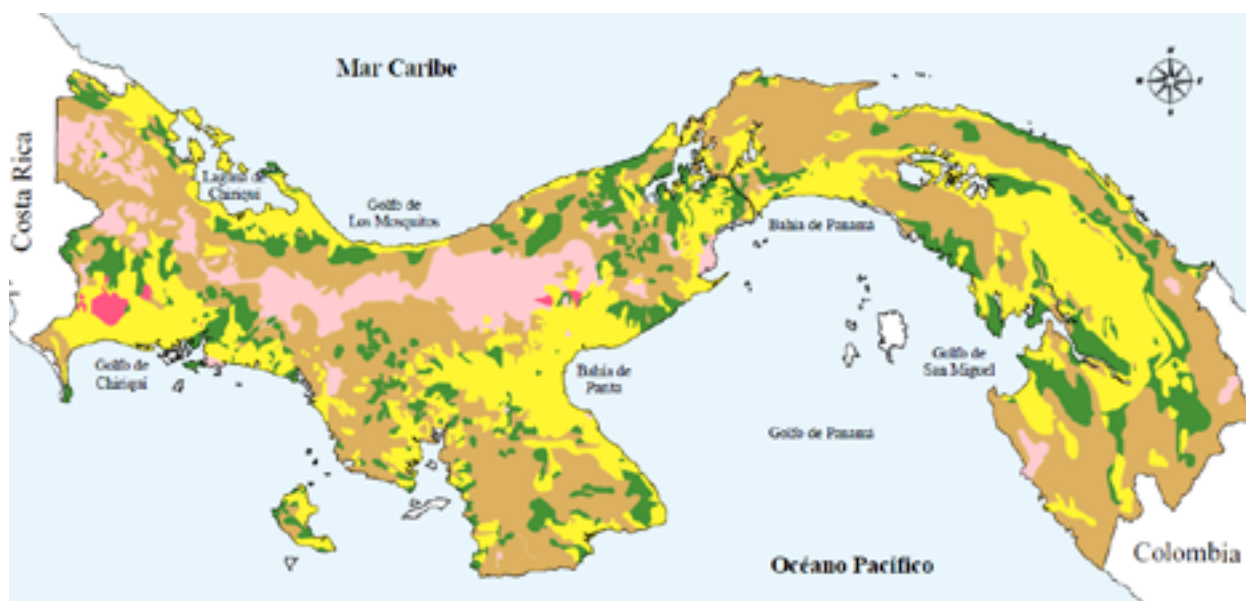 Mar Caribe
Costa Rica
Laguna de
Chiriquí
Golfo de
Los Mosquitos
Bahía de Panamá
Golfo de
Chiriquí
Bahía de
Golfo de
San Miguel
Golfo de Panamá
Océano Pacífico
Colombia